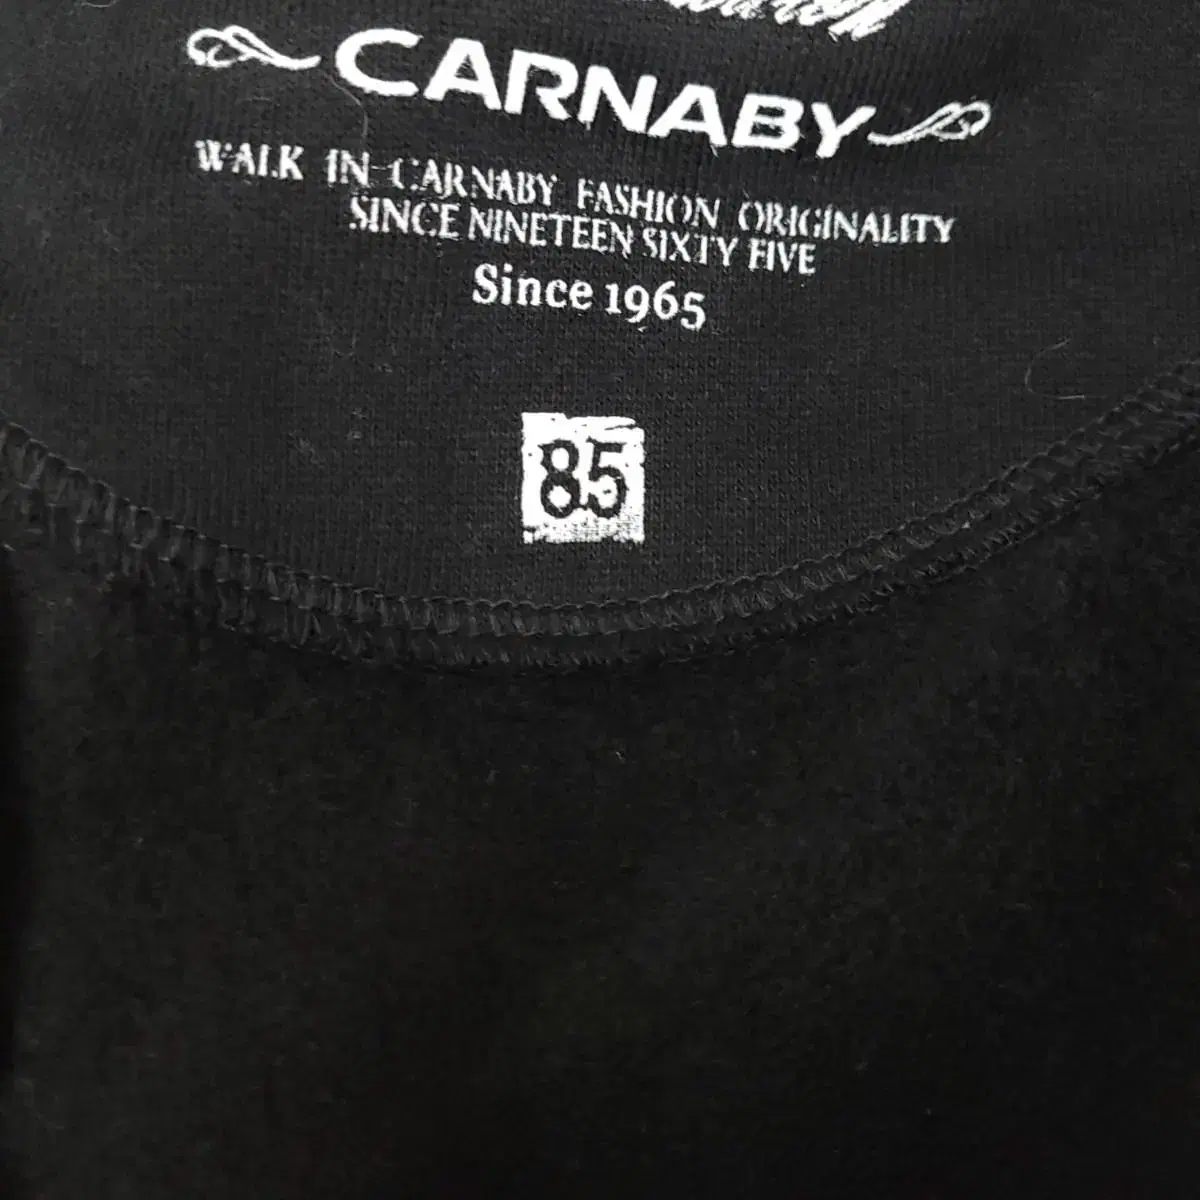 CARNABY
WALK IN CARNABY FASHION ORIGINALITY
SINCE NINETEEN SIXTY FIVE
Since 1965
85